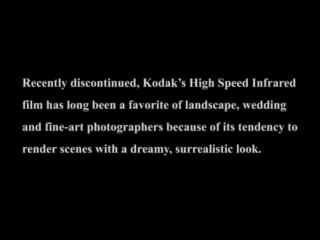 Recently discontinued, Kodak's High Speed Infrared
film has long been a favorite of landscape, wedding
and fine-art photographers because of its tendency to
render scenes with a dreamy, surrealistic look.